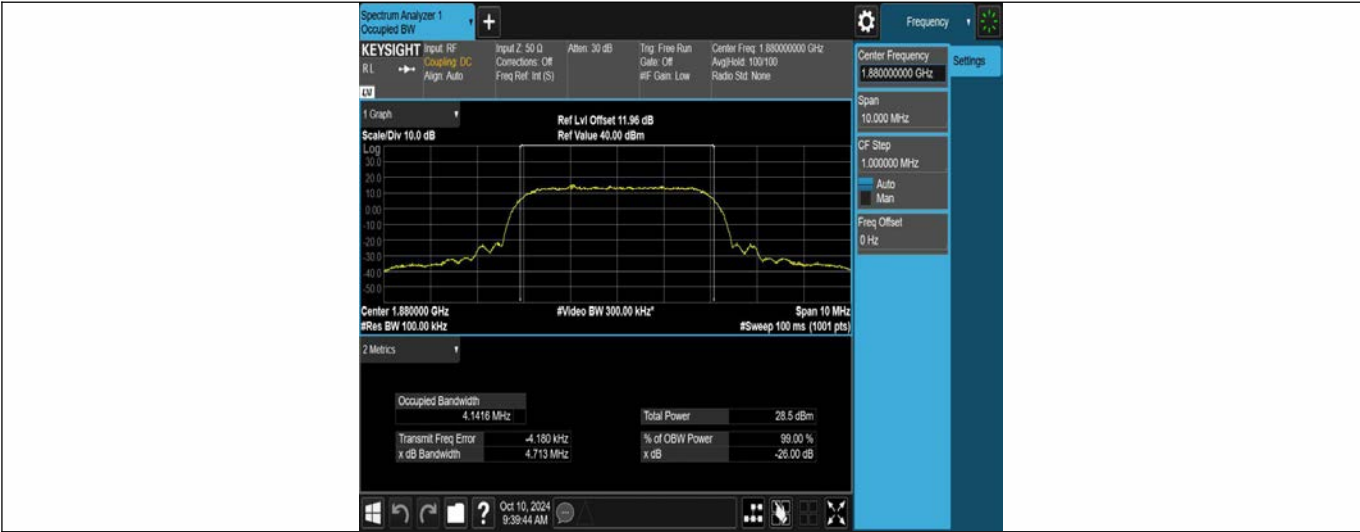 Spectrum Analyzer 1
Occupied BW
+
Frequency
KEYSIGHT
RL
Input: RF
Coupling: DC
Align: Auto
Input Z: 50 Ω
Corrections: Off
Freq Ref: Int (S)
Atten: 30 dB
Trig: Free Run
Gate: Off
#IF Gain: Low
Center Freq: 1.880000000 GHz
Avg|Hold: 100/100
Radio Std: None
Center Frequency
1.880000000 GHz
Settings
Span
10.000 MHz
CF Step
1.000000 MHz
Auto
Man
Freq Offset
0 Hz
1 Graph
Scale/Div 10.0 dB
Ref Lvl Offset 11.96 dB
Ref Value 40.00 dBm
Log
30.0
20.0
10.0
0.00
-10.0
-20.0
-30.0
-40.0
-50.0
Center 1.880000 GHz
#Video BW 300.00 kHz*
Span 10 MHz
#Res BW 100.00 kHz
#Sweep 100 ms (1001 pts)
2 Metrics
Occupied Bandwidth
4.1416 MHz
Total Power 28.5 dBm
Transmit Freq Error -4.180 kHz
% of OBW Power 99.00 %
x dB Bandwidth 4.713 MHz
x dB -26.00 dB
?
Oct 10, 2024
9:39:44 AM